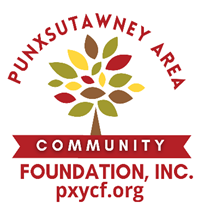 PUNXSUTAWNEY AREA
COMMUNITY
FOUNDATION, INC.
pxycf.org